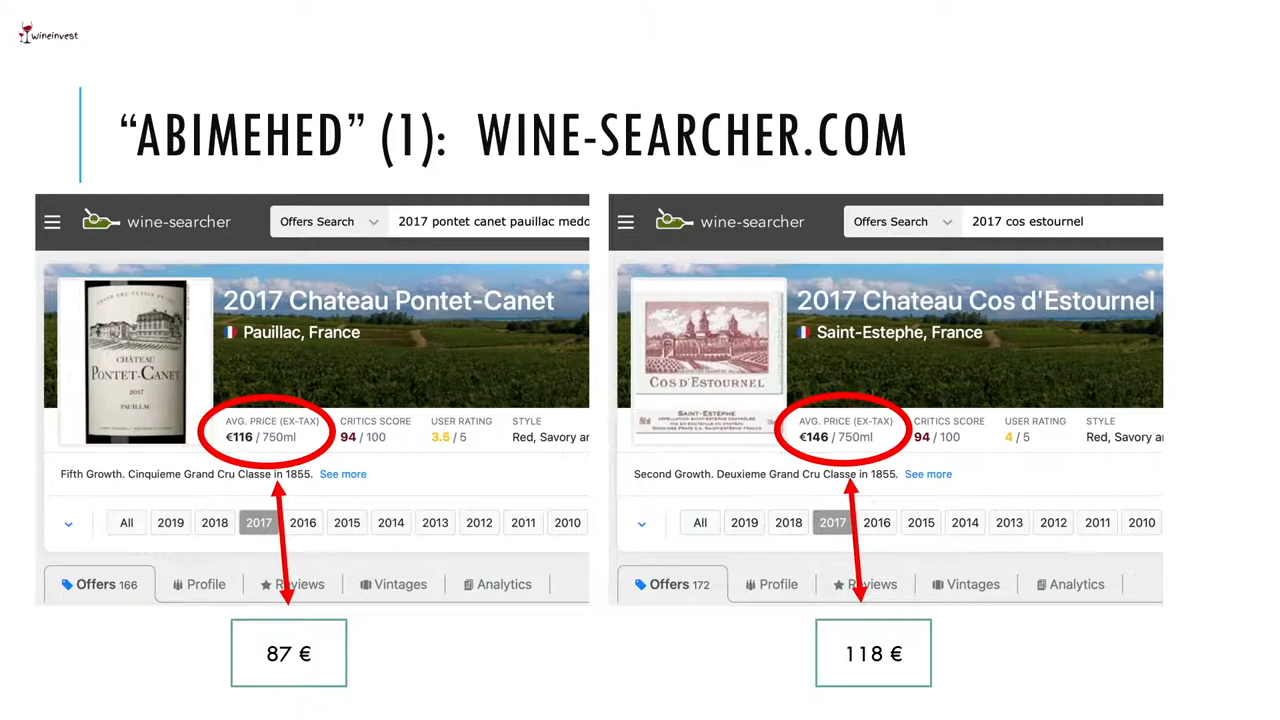 wineinvest
“ABIMEHED” (1): WINE-SEARCHER.COM
wine-searcher
Offers Search
2017 pontet canet pauillac medo
2017 Chateau Pontet-Canet
Pauillac, France
CHÂTEAU
PONTET-CANET
2017
PAUILLAC
AVG. PRICE (EX-TAX)
€116 / 750ml
CRITICS SCORE
94 / 100
USER RATING
3.5 / 5
STYLE
Red, Savory an
Fifth Growth. Cinquieme Grand Cru Classe in 1855. See more
All 2019 2018 2017 2016 2015 2014 2013 2012 2011 2010
Offers 166 Profile Reviews Vintages Analytics
87 €
wine-searcher
Offers Search
2017 cos estournel
2017 Chateau Cos d'Estournel
Saint-Estephe, France
COS D'ESTOURNEL
SAINT-ESTÈPHE
AVG. PRICE (EX-TAX)
€146 / 750ml
CRITICS SCORE
94 / 100
USER RATING
4 / 5
STYLE
Red, Savory an
Second Growth. Deuxieme Grand Cru Classe in 1855. See more
All 2019 2018 2017 2016 2015 2014 2013 2012 2011 2010
Offers 172 Profile Reviews Vintages Analytics
118 €